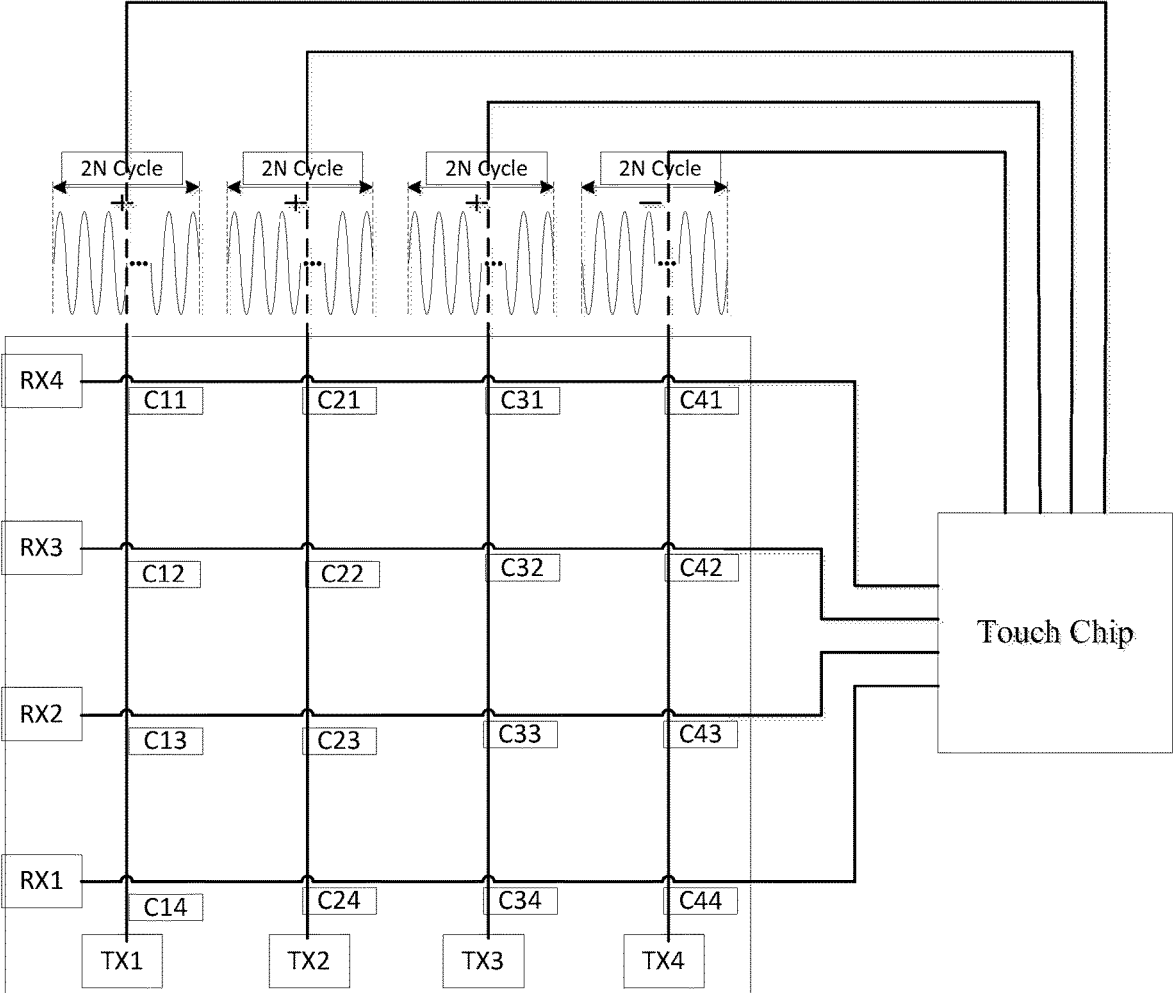 2N Cycle 2N Cycle 2N Cycle 2N Cycle
+ + + −
... ... ... ...
RX4
C11 C21 C31 C41
RX3
C12 C22 C32 C42
Touch Chip
RX2
C13 C23 C33 C43
RX1
C14 C24 C34 C44
TX1 TX2 TX3 TX4